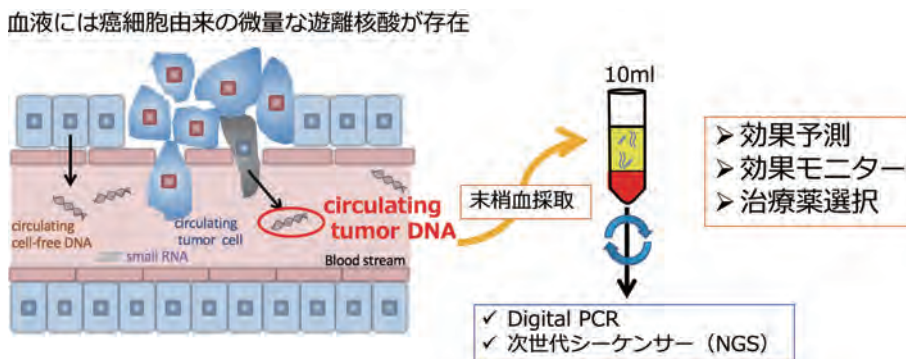 血液には癌細胞由来の微量な遊離核酸が存在
circulating
cell-free DNA
small RNA
circulating
tumor cell
circulating
tumor DNA
Blood stream
末梢血採取
10ml
➤ 効果予測
➤ 効果モニター
➤ 治療薬選択
✓ Digital PCR
✓ 次世代シーケンサー(NGS)